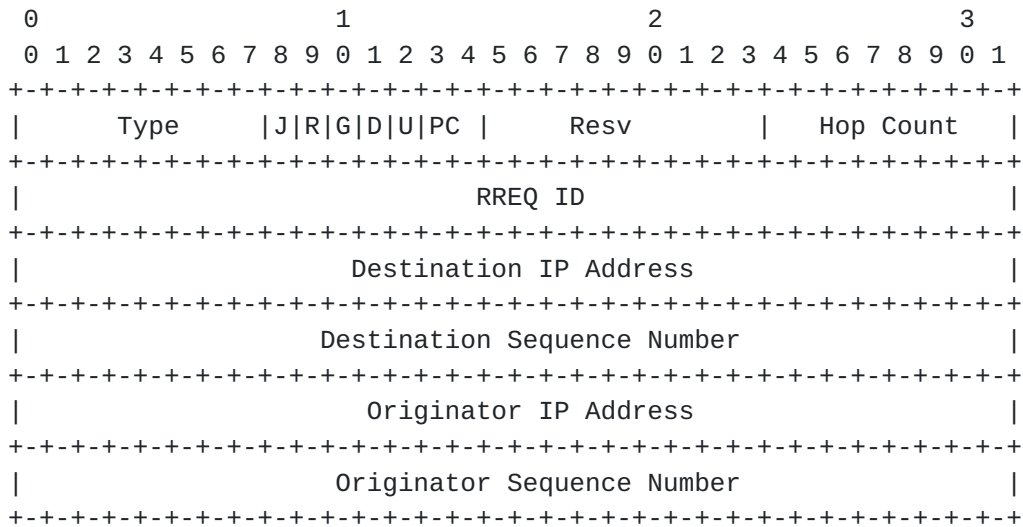 0                   1                   2                   3
 0 1 2 3 4 5 6 7 8 9 0 1 2 3 4 5 6 7 8 9 0 1 2 3 4 5 6 7 8 9 0 1
+-+-+-+-+-+-+-+-+-+-+-+-+-+-+-+-+-+-+-+-+-+-+-+-+-+-+-+-+-+-+-+-+
|      Type     |J|R|G|D|U|PC |     Resv        |   Hop Count   |
+-+-+-+-+-+-+-+-+-+-+-+-+-+-+-+-+-+-+-+-+-+-+-+-+-+-+-+-+-+-+-+-+
|                             RREQ ID                           |
+-+-+-+-+-+-+-+-+-+-+-+-+-+-+-+-+-+-+-+-+-+-+-+-+-+-+-+-+-+-+-+-+
|                     Destination IP Address                    |
+-+-+-+-+-+-+-+-+-+-+-+-+-+-+-+-+-+-+-+-+-+-+-+-+-+-+-+-+-+-+-+-+
|                   Destination Sequence Number                 |
+-+-+-+-+-+-+-+-+-+-+-+-+-+-+-+-+-+-+-+-+-+-+-+-+-+-+-+-+-+-+-+-+
|                      Originator IP Address                    |
+-+-+-+-+-+-+-+-+-+-+-+-+-+-+-+-+-+-+-+-+-+-+-+-+-+-+-+-+-+-+-+-+
|                    Originator Sequence Number                 |
+-+-+-+-+-+-+-+-+-+-+-+-+-+-+-+-+-+-+-+-+-+-+-+-+-+-+-+-+-+-+-+-+